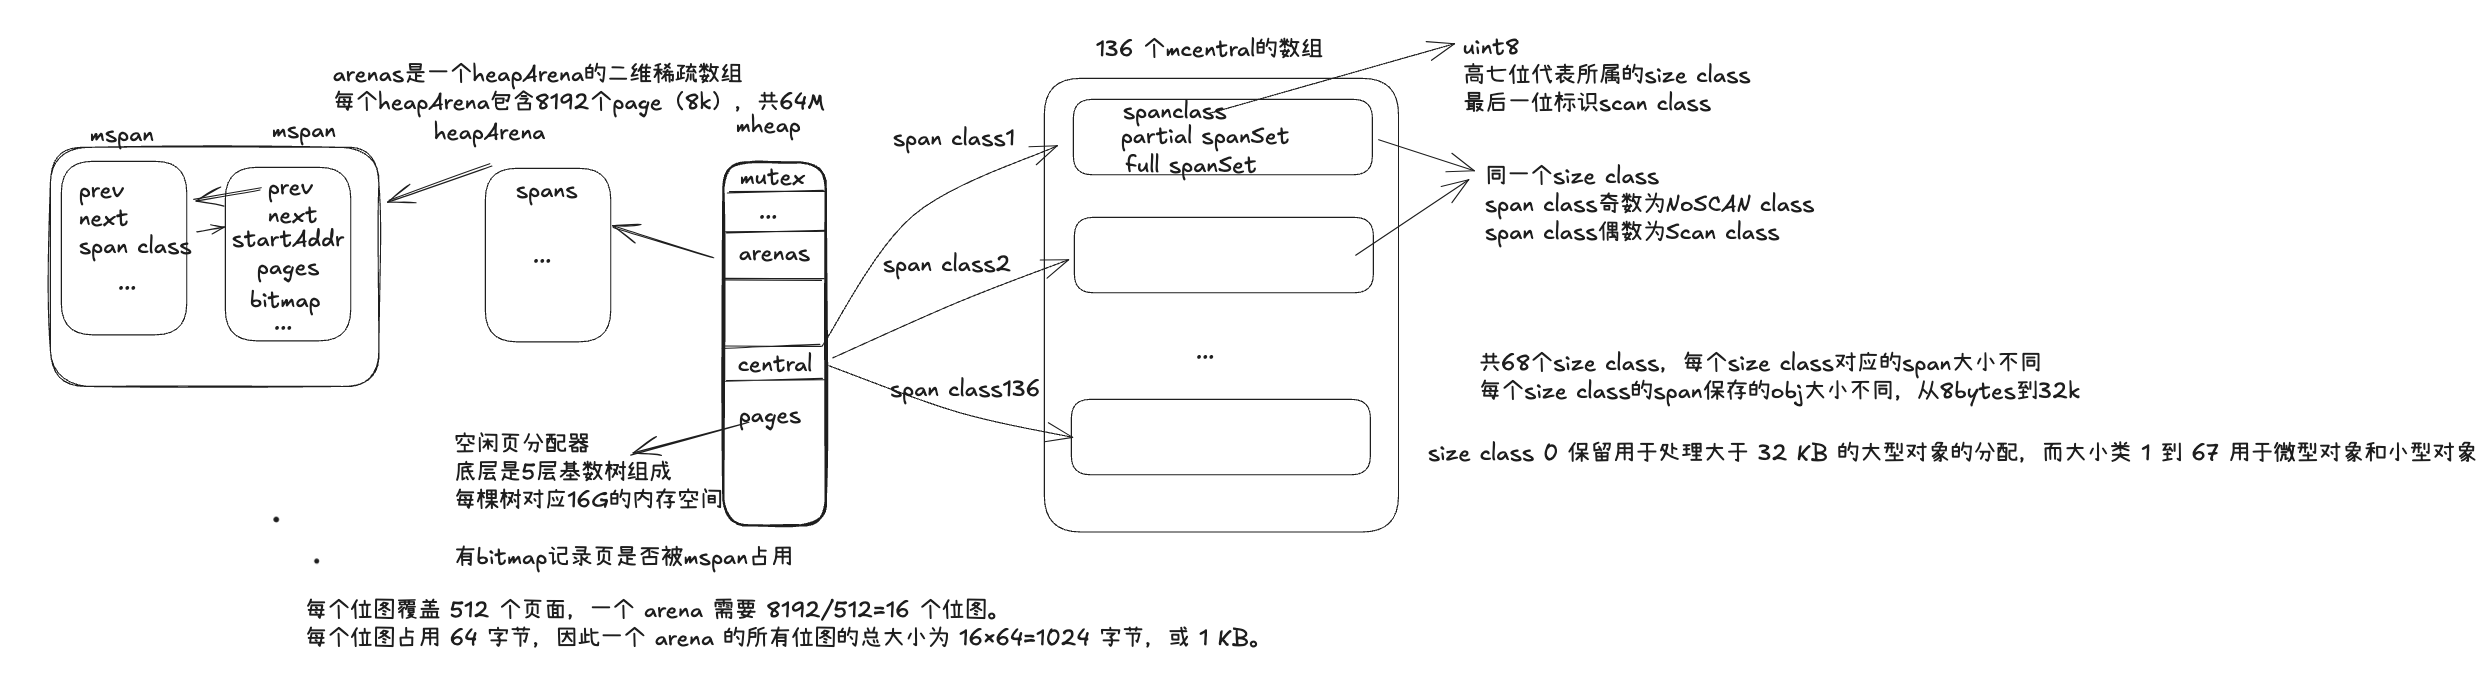 136 个mcentral的数组
uint8
高七位代表所属的size class
最后一位标识scan class
arenas是一个heapArena的二维稀疏数组
每个heapArena包含8192个page（8k），共64M
heapArena
mheap
mspan
mspan
prev
next
span class
...
prev
next
startAddr
pages
bitmap
...
spans
...
mutex
...
arenas
central
pages
span class1
span class2
span class136
spanclass
partial spanSet
full spanSet
...
同一个size class
span class奇数为NoSCAN class
span class偶数为Scan class
共68个size class，每个size class对应的span大小不同
每个size class的span保存的obj大小不同，从8bytes到32k
size class 0 保留用于处理大于 32 KB 的大型对象的分配，而大小类 1 到 67 用于微型对象和小型对象
空闲页分配器
底层是5层基数树组成
每棵树对应16G的内存空间
有bitmap记录页是否被mspan占用
每个位图覆盖 512 个页面，一个 arena 需要 8192/512=16 个位图。
每个位图占用 64 字节，因此一个 arena 的所有位图的总大小为 16×64=1024 字节，或 1 KB。